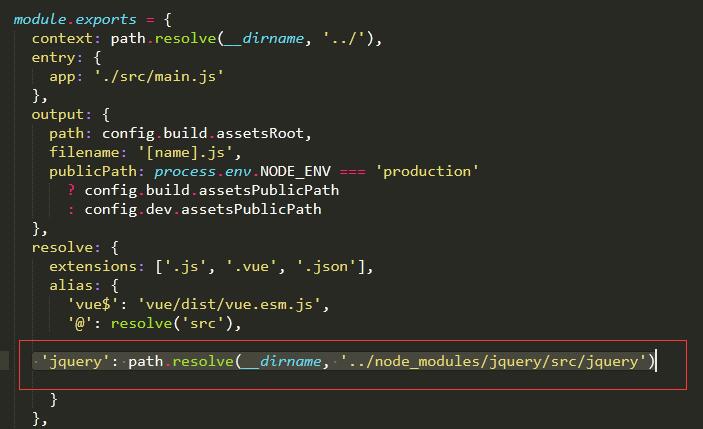 module.exports = {
  context: path.resolve(__dirname, '../'),
  entry: {
    app: './src/main.js'
  },
  output: {
    path: config.build.assetsRoot,
    filename: '[name].js',
    publicPath: process.env.NODE_ENV === 'production'
      ? config.build.assetsPublicPath
      : config.dev.assetsPublicPath
  },
  resolve: {
    extensions: ['.js', '.vue', '.json'],
    alias: {
      'vue$': 'vue/dist/vue.esm.js',
      '@': resolve('src'),
   'jquery': path.resolve(__dirname, '../node_modules/jquery/src/jquery')
    }
  },